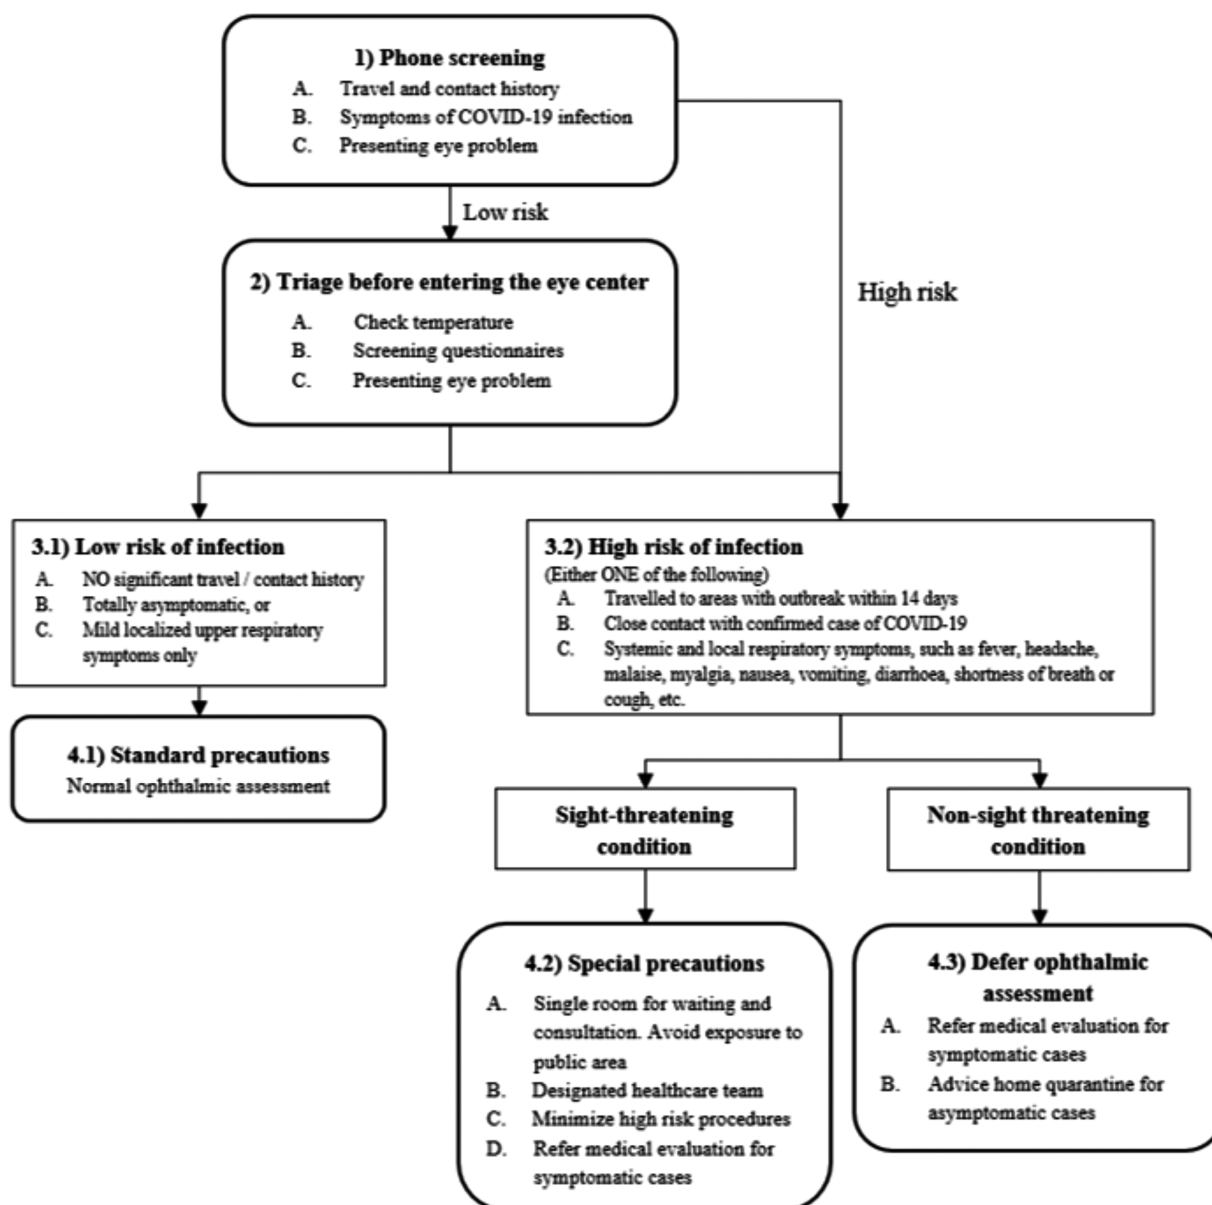 1) Phone screening
A. Travel and contact history
B. Symptoms of COVID-19 infection
C. Presenting eye problem
Low risk
High risk
2) Triage before entering the eye center
A. Check temperature
B. Screening questionnaires
C. Presenting eye problem
3.1) Low risk of infection
A. NO significant travel / contact history
B. Totally asymptomatic, or
C. Mild localized upper respiratory
symptoms only
3.2) High risk of infection
(Either ONE of the following)
A. Travelled to areas with outbreak within 14 days
B. Close contact with confirmed case of COVID-19
C. Systemic and local respiratory symptoms, such as fever, headache,
malaise, myalgia, nausea, vomiting, diarrhoea, shortness of breath or
cough, etc.
4.1) Standard precautions
Normal ophthalmic assessment
Sight-threatening
condition
Non-sight threatening
condition
4.2) Special precautions
A. Single room for waiting and
consultation. Avoid exposure to
public area
B. Designated healthcare team
C. Minimize high risk procedures
D. Refer medical evaluation for
symptomatic cases
4.3) Defer ophthalmic
assessment
A. Refer medical evaluation for
symptomatic cases
B. Advice home quarantine for
asymptomatic cases